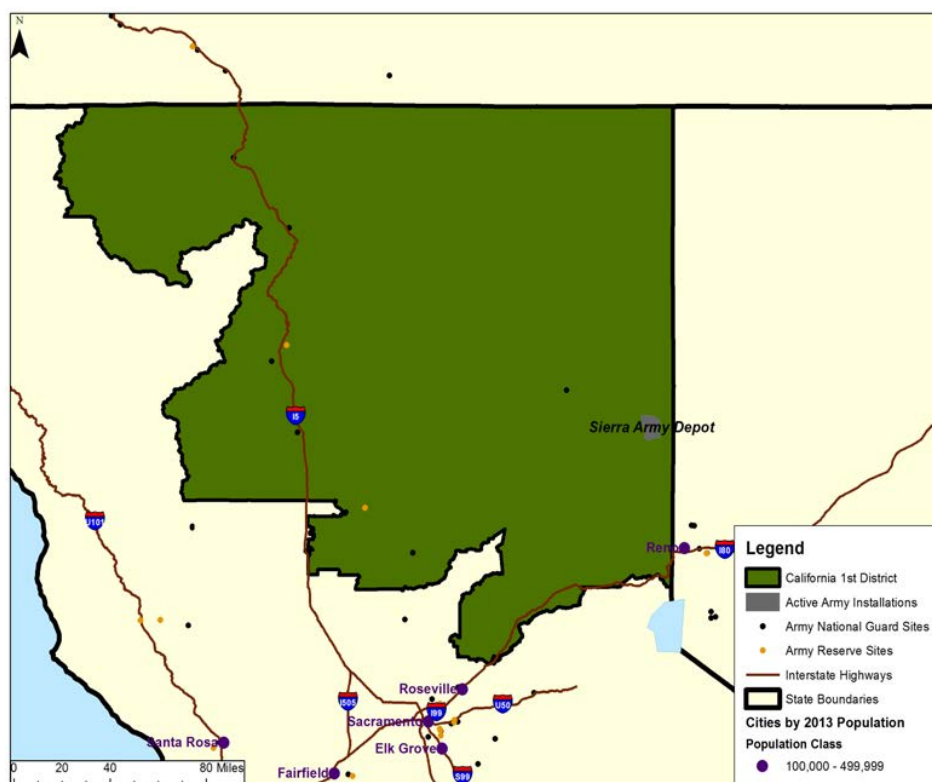 N
I5
Sierra Army Depot
U101
Reno
I80
Roseville
I505
I99
U50
Sacramento
Santa Rosa
Elk Grove
Fairfield
S99
0 20 40 80 Miles
Legend
California 1st District
Active Army Installations
Army National Guard Sites
Army Reserve Sites
Interstate Highways
State Boundaries
Cities by 2013 Population
Population Class
100,000 - 499,999